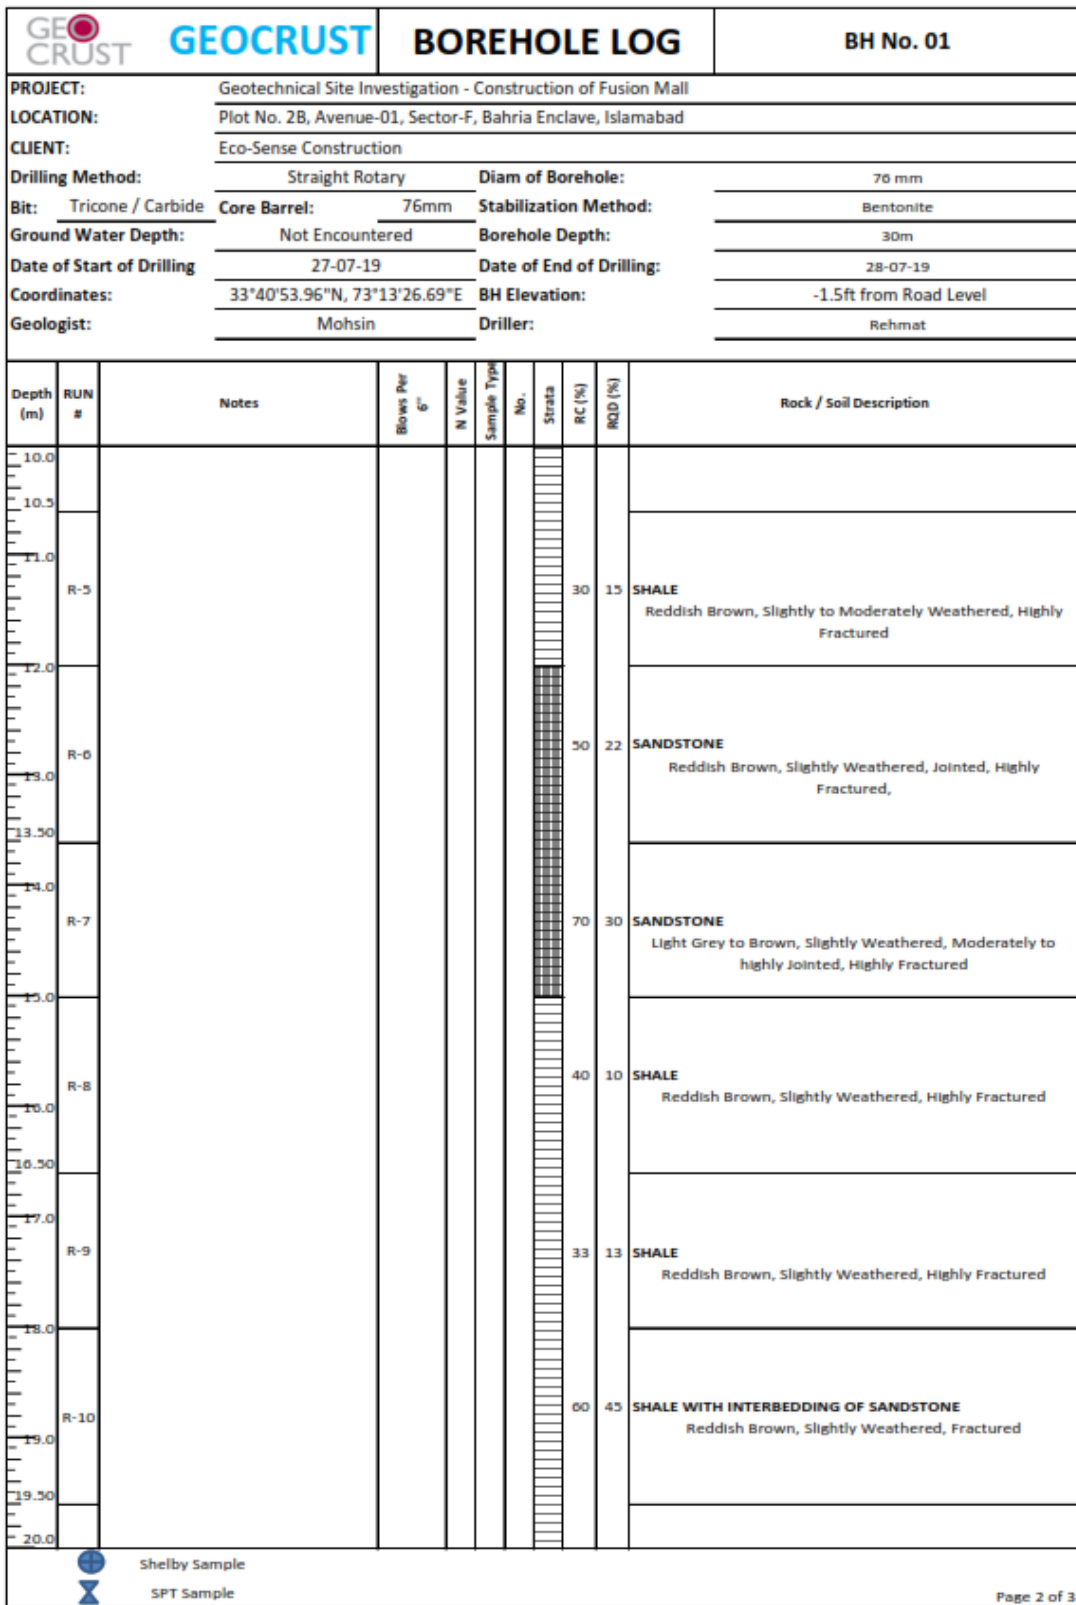 GEO CRUST GEOCRUST BOREHOLE LOG BH No. 01
PROJECT: Geotechnical Site Investigation - Construction of Fusion Mall
LOCATION: Plot No. 2B, Avenue-01, Sector-F, Bahria Enclave, Islamabad
CLIENT: Eco-Sense Construction
Drilling Method: Straight Rotary Diam of Borehole: 76 mm
Bit: Tricone / Carbide Core Barrel: 76mm Stabilization Method: Bentonite
Ground Water Depth: Not Encountered Borehole Depth: 30m
Date of Start of Drilling 27-07-19 Date of End of Drilling: 28-07-19
Coordinates: 33°40'53.96"N, 73°13'26.69"E BH Elevation: -1.5ft from Road Level
Geologist: Mohsin Driller: Rehmat
Depth (m) RUN # Notes Blows Per 6" N Value Sample Type No. Strata RC (%) RQD (%) Rock / Soil Description
10.0
10.5
11.0
R-5 30 15 SHALE
Reddish Brown, Slightly to Moderately Weathered, Highly
Fractured
12.0
R-6 50 22 SANDSTONE
Reddish Brown, Slightly Weathered, Jointed, Highly
13.0
Fractured,
13.50
14.0
R-7 70 30 SANDSTONE
Light Grey to Brown, Slightly Weathered, Moderately to
highly Jointed, Highly Fractured
15.0
R-8 40 10 SHALE
Reddish Brown, Slightly Weathered, Highly Fractured
16.0
16.50
17.0
R-9 33 13 SHALE
Reddish Brown, Slightly Weathered, Highly Fractured
18.0
R-10 60 45 SHALE WITH INTERBEDDING OF SANDSTONE
Reddish Brown, Slightly Weathered, Fractured
19.0
19.50
20.0
Shelby Sample
SPT Sample
Page 2 of 3